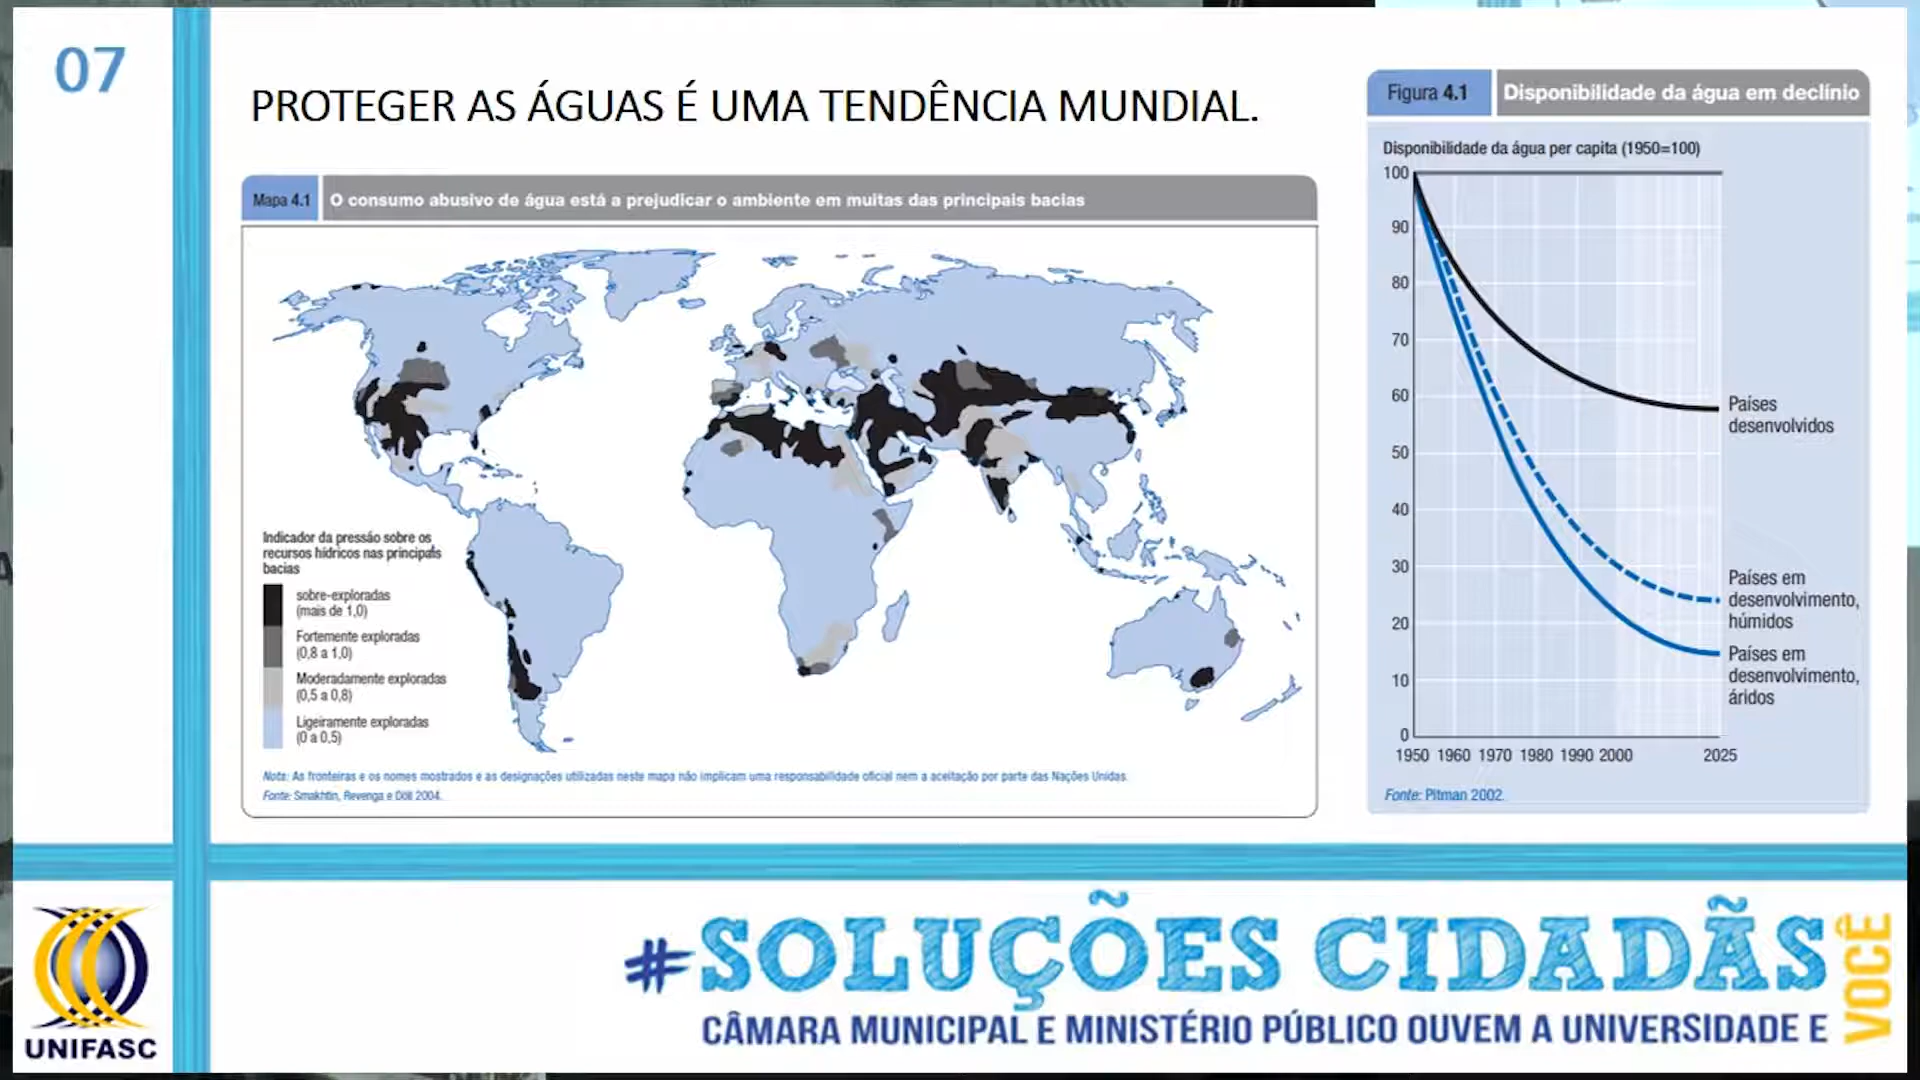 07
PROTEGER AS ÁGUAS É UMA TENDÊNCIA MUNDIAL.
Mapa 4.1
O consumo abusivo de água está a prejudicar o ambiente em muitas das principais bacias
Indicador da pressão sobre os
recursos hídricos nas principais
bacias
sobre-exploradas
(mais de 1,0)
Fortemente exploradas
(0,8 a 1,0)
Moderadamente exploradas
(0,5 a 0,8)
Ligeiramente exploradas
(0 a 0,5)
Nota: As fronteiras e os nomes mostrados e as designações utilizadas neste mapa não implicam uma responsabilidade oficial nem a aceitação por parte das Nações Unidas.
Fonte: Smakhtin, Revenga e Döll 2004.
Figura 4.1
Disponibilidade da água em declínio
Disponibilidade da água per capita (1950=100)
100
90
80
70
60
50
40
30
20
10
0
1950 1960 1970 1980 1990 2000 2025
Países
desenvolvidos
Países em
desenvolvimento,
húmidos
Países em
desenvolvimento,
áridos
Fonte: Pitman 2002.
UNIFASC
#SOLUÇÕES CIDADÃS
CÂMARA MUNICIPAL E MINISTÉRIO PÚBLICO OUVEM A UNIVERSIDADE E
VOCÊ